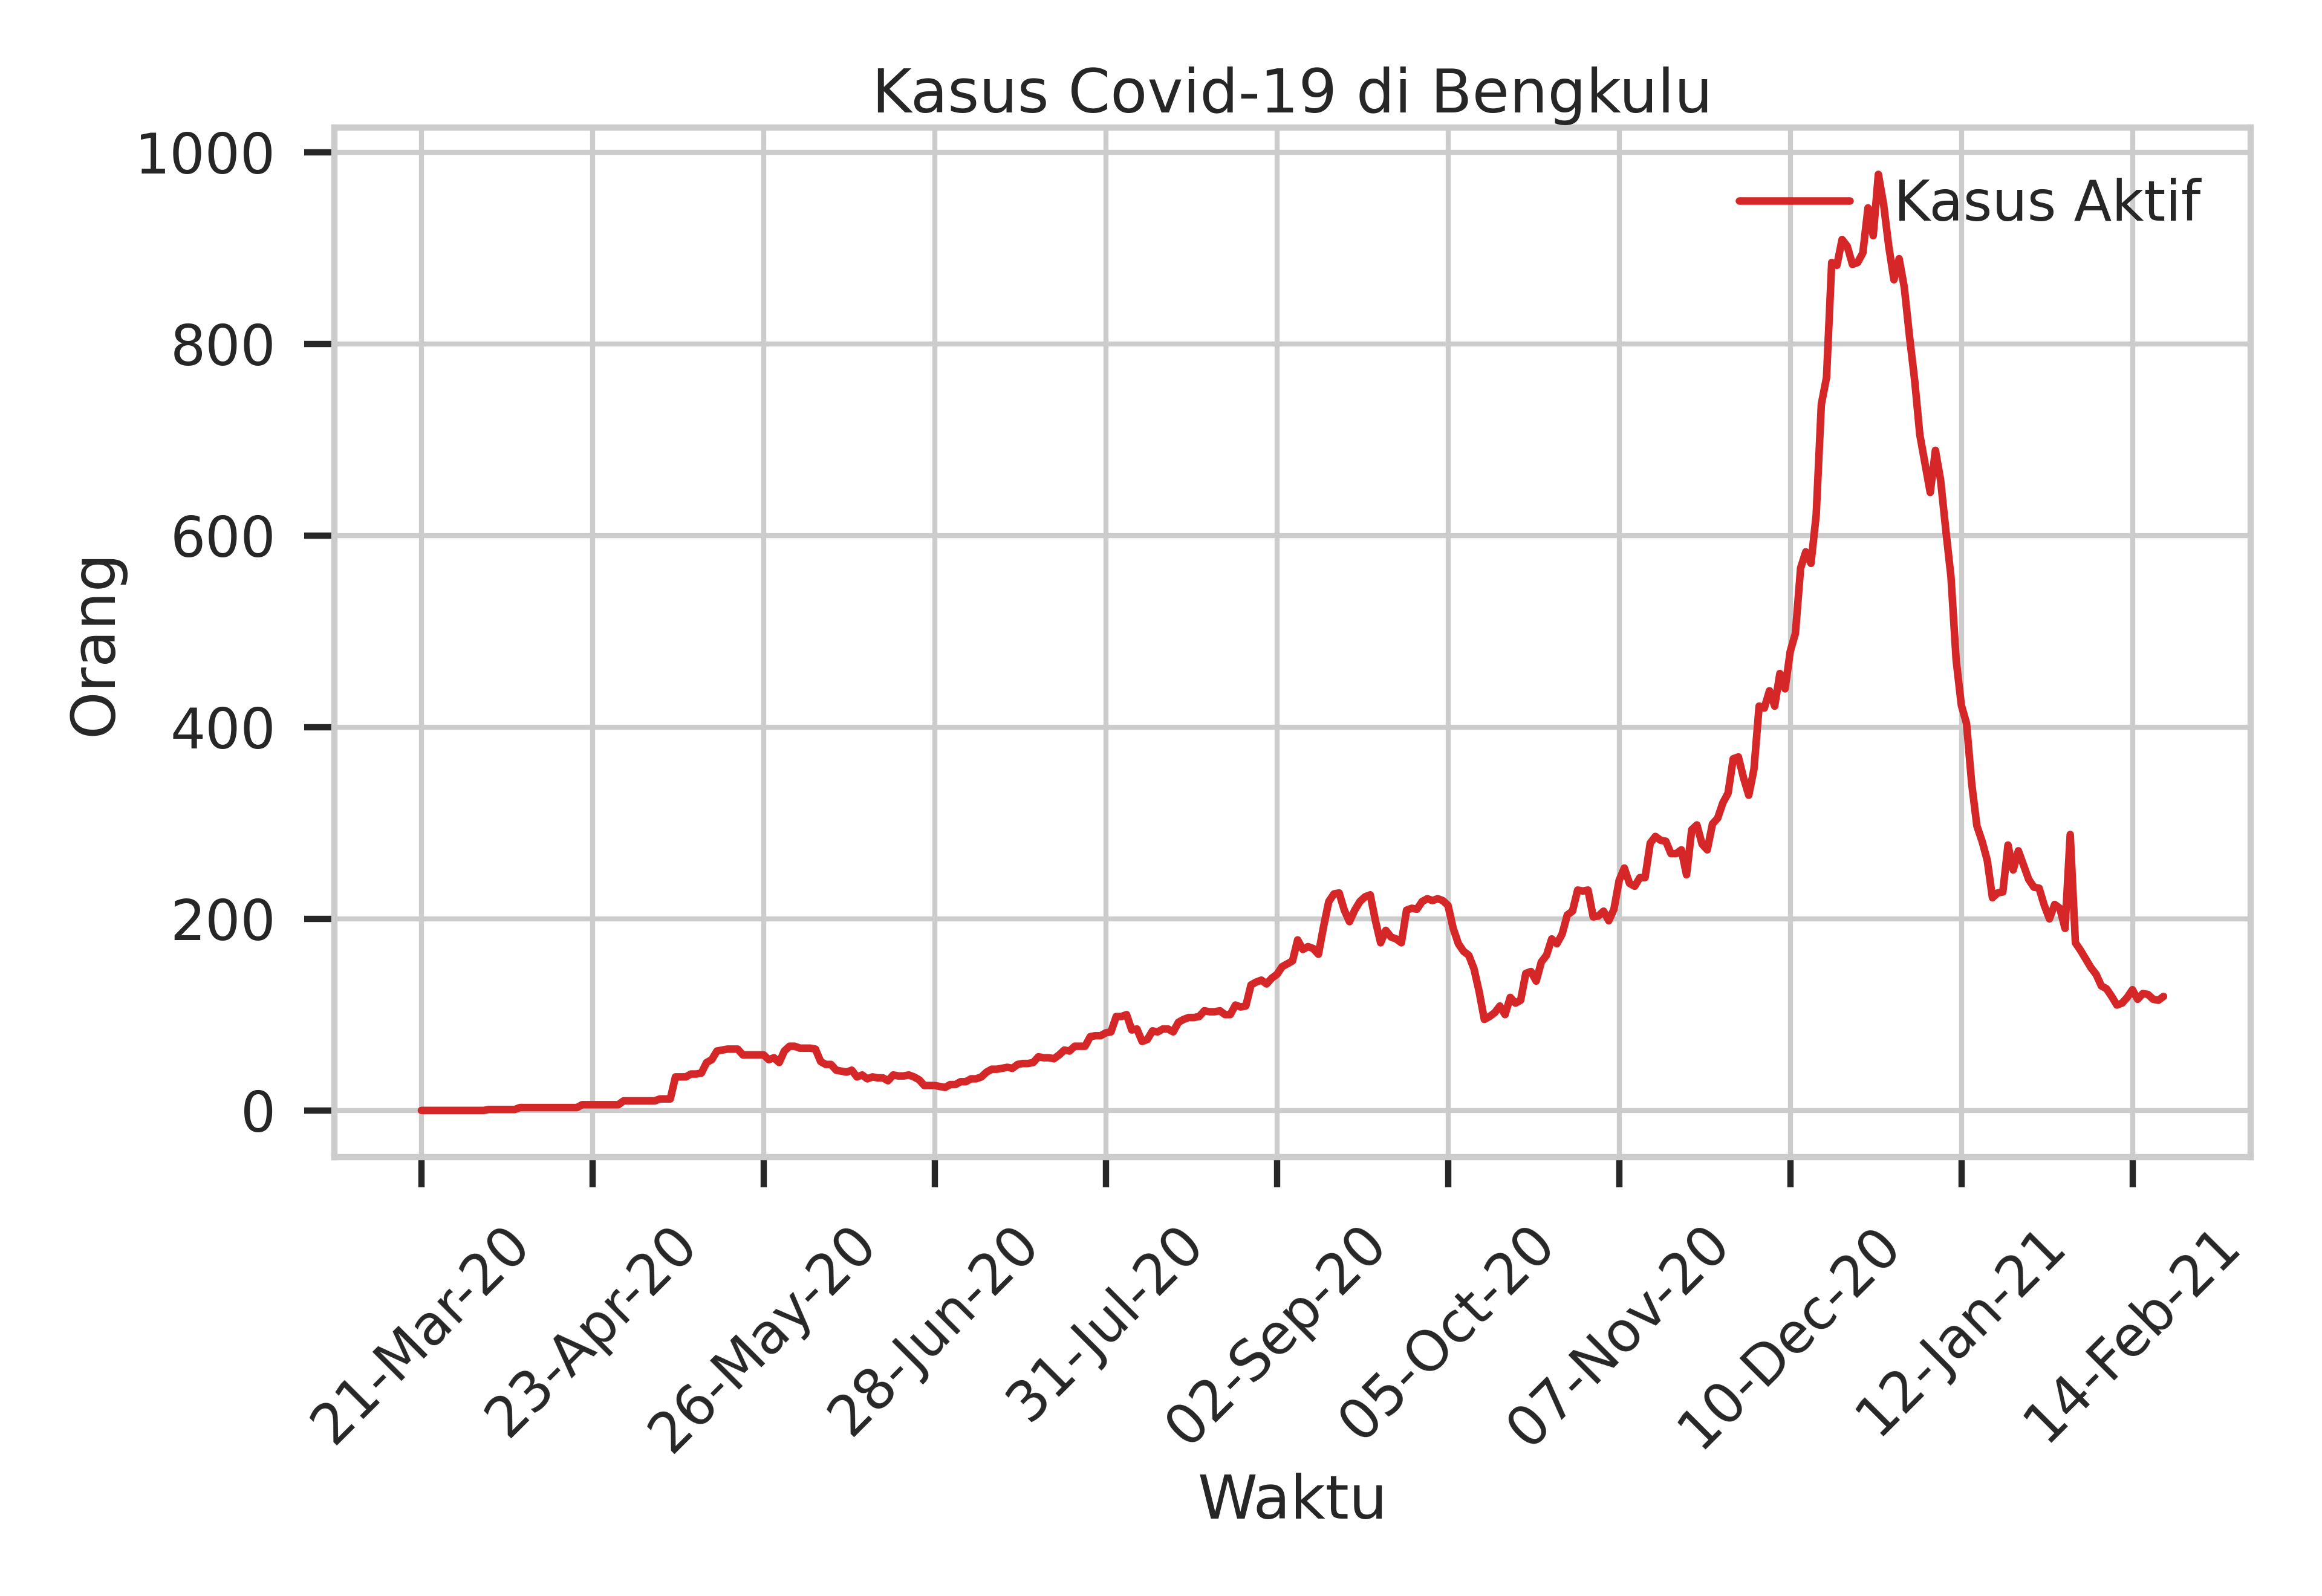 Kasus Covid-19 di Bengkulu
Kasus Aktif
Orang
1000
800
600
400
200
0
21-Mar-20
23-Apr-20
26-May-20
28-Jun-20
31-Jul-20
02-Sep-20
05-Oct-20
07-Nov-20
10-Dec-20
12-Jan-21
14-Feb-21
Waktu